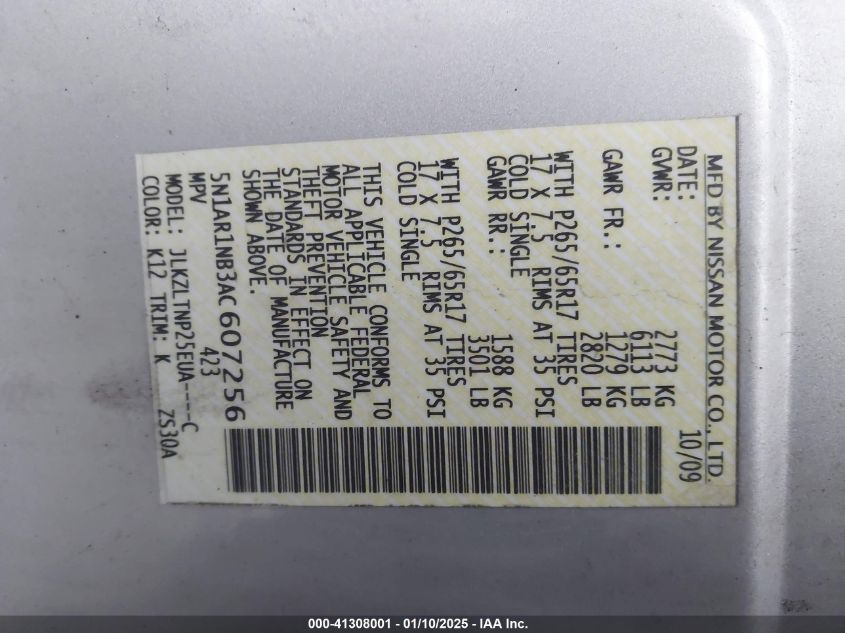 MFD BY NISSAN MOTOR CO., LTD.
DATE: 10/09
GVWR: 2773 KG
6113 LB
GAWR FR.: 1279 KG
2820 LB
WITH P265/65R17 TIRES
17 X 7.5 RIMS AT 35 PSI
COLD SINGLE
GAWR RR.: 1588 KG
3501 LB
WITH P265/65R17 TIRES
17 X 7.5 RIMS AT 35 PSI
COLD SINGLE
THIS VEHICLE CONFORMS TO
ALL APPLICABLE FEDERAL
MOTOR VEHICLE SAFETY AND
THEFT PREVENTION
STANDARDS IN EFFECT ON
THE DATE OF MANUFACTURE
SHOWN ABOVE.
5N1AR1NB3AC607256
MPV 423
MODEL: JLKZLTNP25EUA----C
COLOR: K12 TRIM: K ZS30A
000-41308001 - 01/10/2025 - IAA Inc.